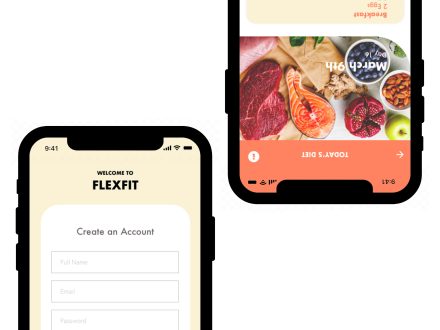 9:41
WELCOME TO
FLEXFIT
Create an Account
Full Name
Email
Password
9:41
TODAY'S DIET
March 9th
Day 16
Breakfast
2 Eggs